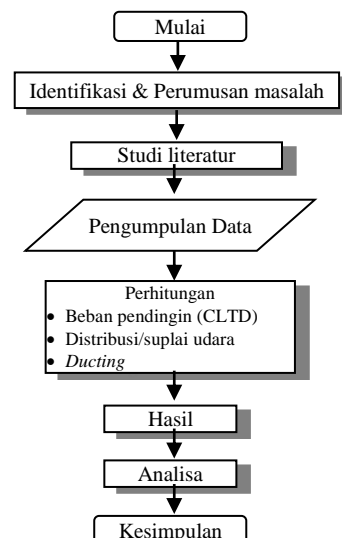 Mulai
Identifikasi & Perumusan masalah
Studi literatur
Pengumpulan Data
Perhitungan
• Beban pendingin (CLTD)
• Distribusi/suplai udara
• Ducting
Hasil
Analisa
Kesimpulan